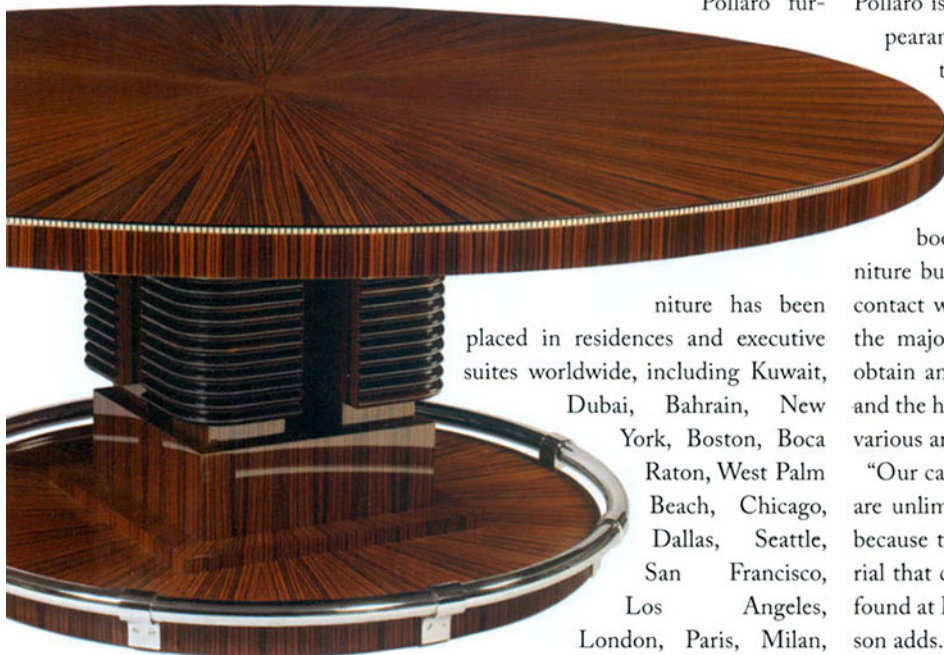 Pollaro fur-
niture has been
placed in residences and executive
suites worldwide, including Kuwait,
Dubai, Bahrain, New
York, Boston, Boca
Raton, West Palm
Beach, Chicago,
Dallas, Seattle,
San Francisco,
Los Angeles,
London, Paris, Milan,
Pollaro is
pearan
t
niture bu
contact w
the major
obtain an
and the h
various ar
“Our ca
are unlim
because t
rial that c
found at
son adds.